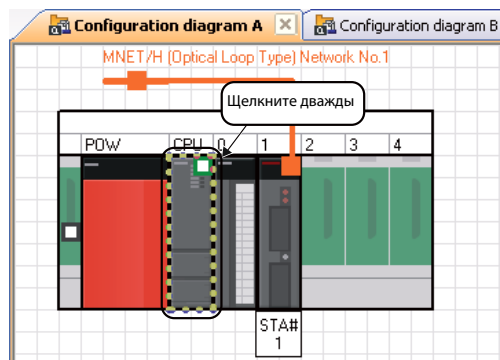 Configuration diagram A
Configuration diagram B
MNET/H (Optical Loop Type) Network No.1
Щелкните дважды
POW CPU 0 1 2 3 4
STA#
1